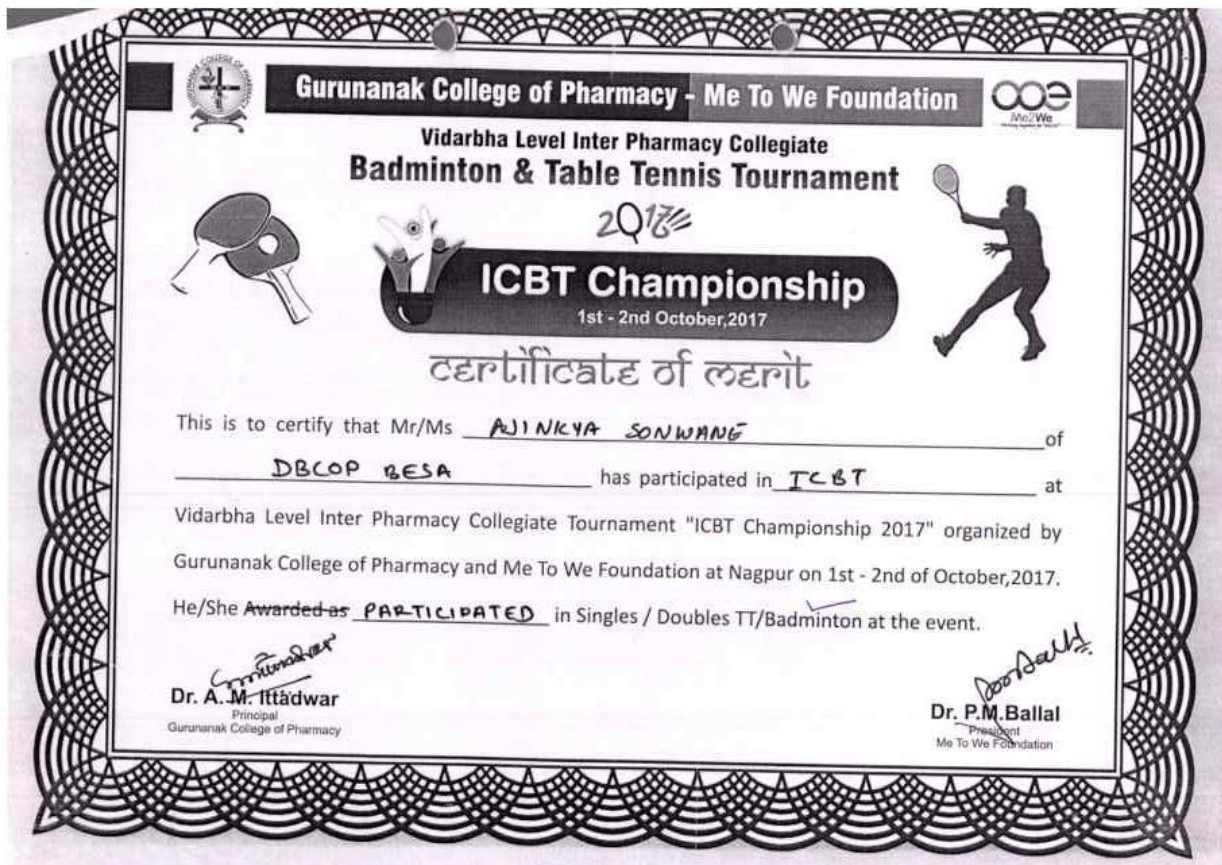 GURUNANAK COLLEGE OF PHARMACY
Gurunanak College of Pharmacy - Me To We Foundation
Me2We
Vidarbha Level Inter Pharmacy Collegiate
Badminton & Table Tennis Tournament
2017
ICBT Championship
1st - 2nd October,2017
certificate of merit
This is to certify that Mr/Ms AJINKYA SONWANE of
DBCOP BESA has participated in ICBT at
Vidarbha Level Inter Pharmacy Collegiate Tournament "ICBT Championship 2017" organized by
Gurunanak College of Pharmacy and Me To We Foundation at Nagpur on 1st - 2nd of October,2017.
He/She Awarded as PARTICIPATED in Singles / Doubles TT/Badminton at the event.
Dr. A. M. Ittadwar
Principal
Gurunanak College of Pharmacy
Dr. P.M.Ballal
President
Me To We Foundation